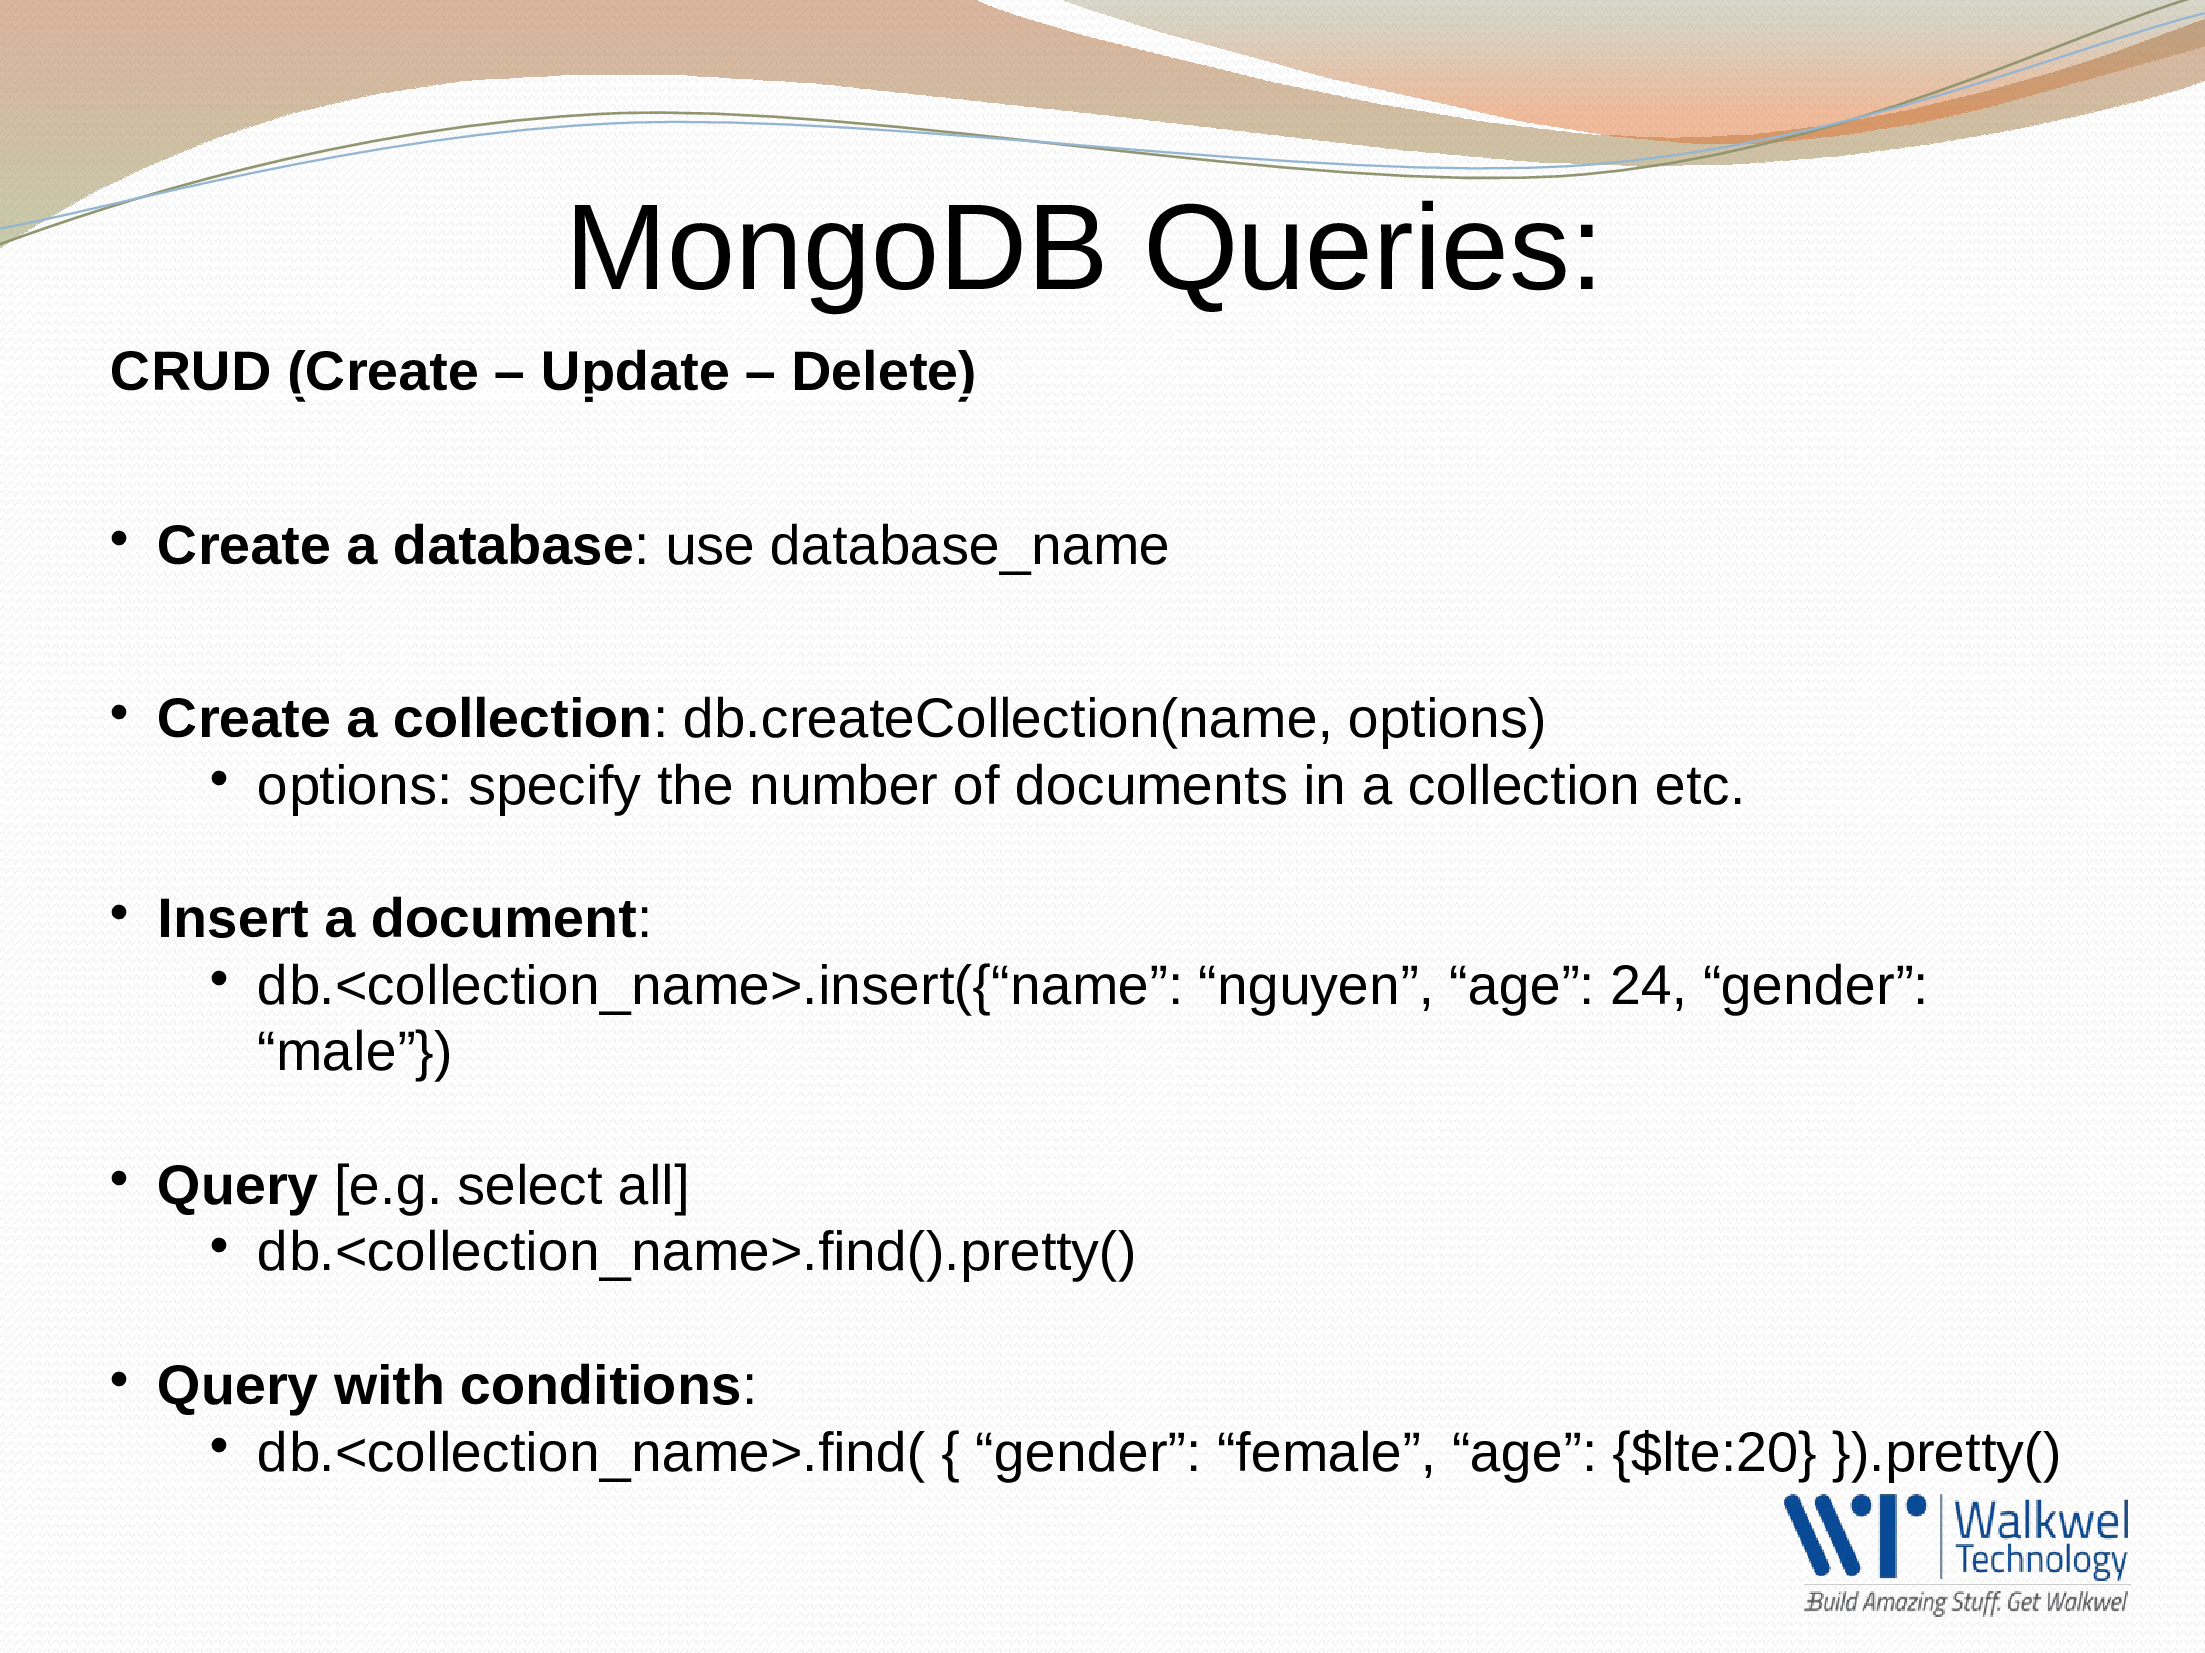 MongoDB Queries:
CRUD (Create – Update – Delete)
• Create a database: use database_name
• Create a collection: db.createCollection(name, options)
• options: specify the number of documents in a collection etc.
• Insert a document:
• db.<collection_name>.insert({“name”: “nguyen”, “age”: 24, “gender”:
“male”})
• Query [e.g. select all]
• db.<collection_name>.find().pretty()
• Query with conditions:
• db.<collection_name>.find( { “gender”: “female”, “age”: {$lte:20} }).pretty()
Walkwel
Technology
Build Amazing Stuff. Get Walkwel